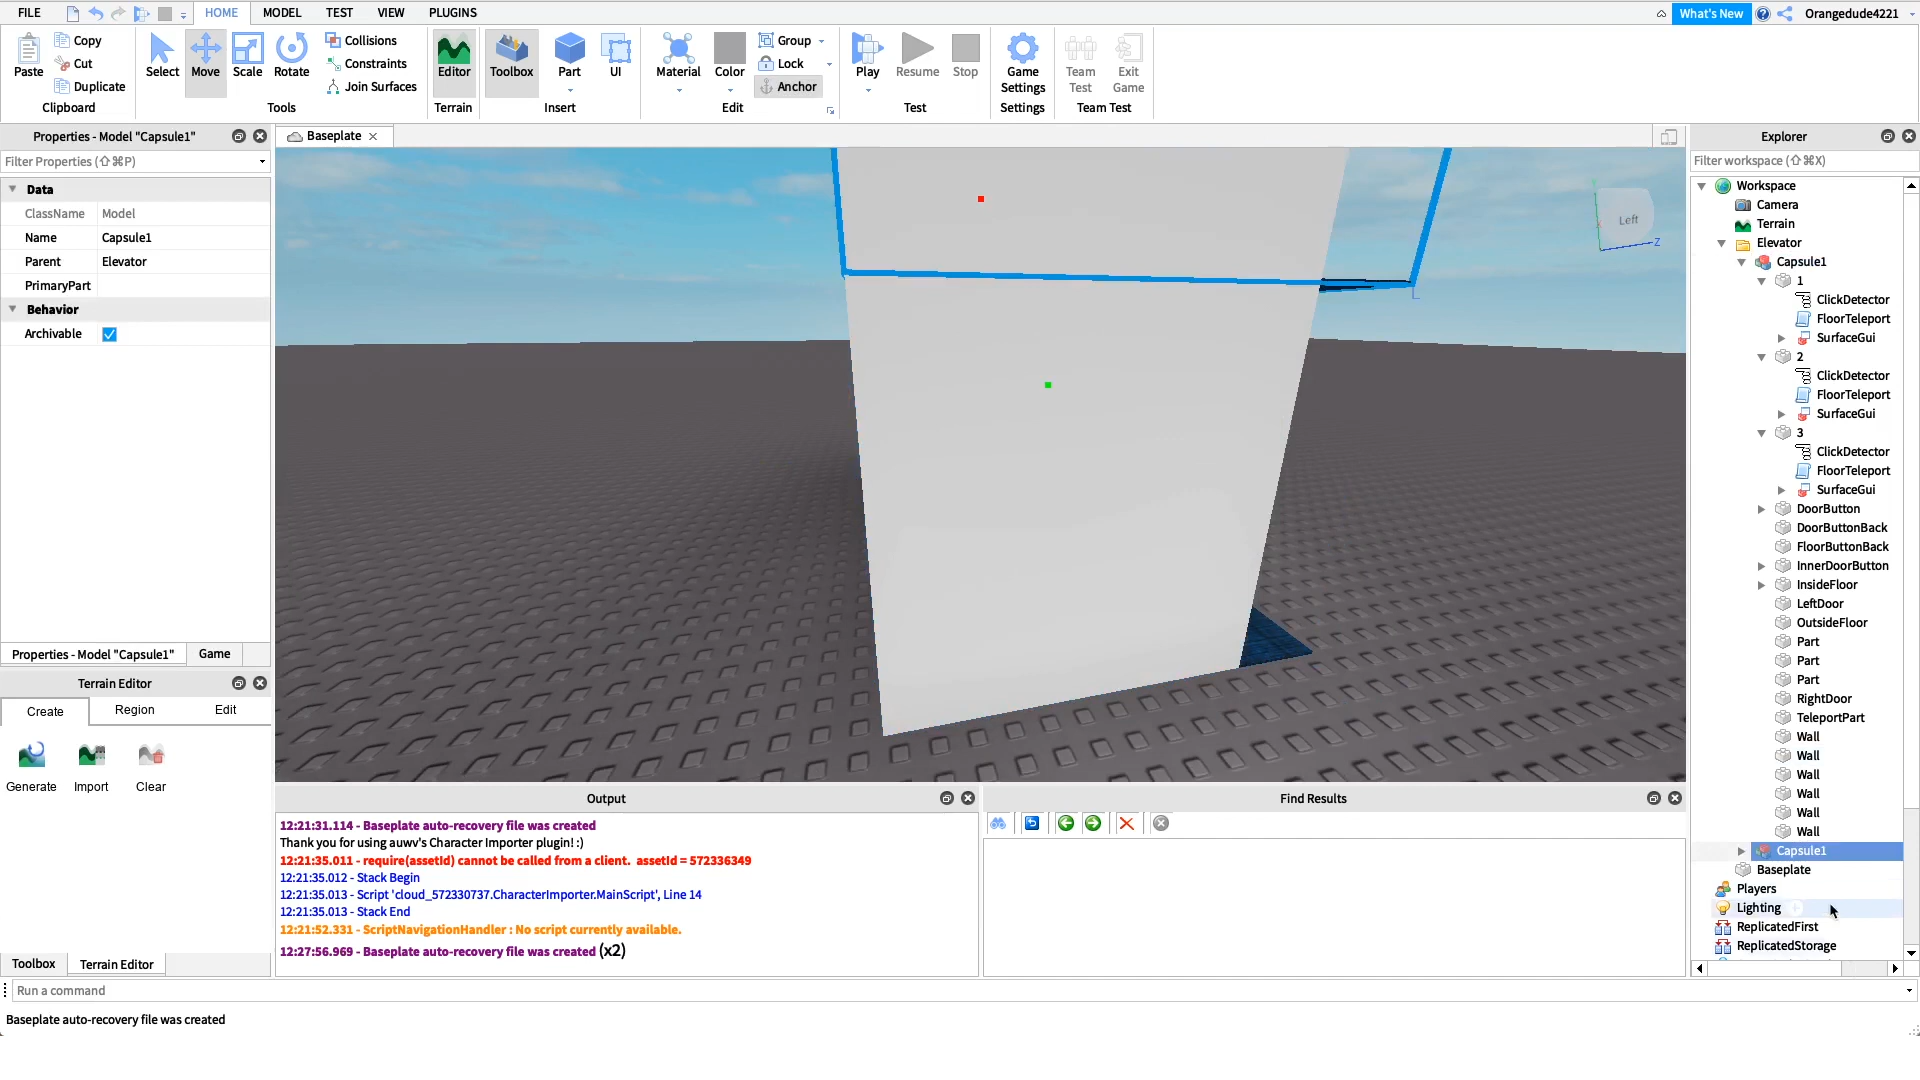 FILE HOME MODEL TEST VIEW PLUGINS What's New Orangedude4221
Paste Copy Cut Duplicate Clipboard
Select Move Scale Rotate Collisions Constraints Join Surfaces Tools
Editor Terrain
Toolbox Part UI Insert
Material Color Group Lock Anchor Edit
Play Resume Stop Test
Game Settings Settings
Team Test Exit Game Team Test
Properties - Model "Capsule1"
Filter Properties (⇧⌘P)
Data
ClassName Model
Name Capsule1
Parent Elevator
PrimaryPart
Behavior
Archivable
Properties - Model "Capsule1" Game
Terrain Editor
Create Region Edit
Generate Import Clear
Toolbox Terrain Editor
Baseplate
Left
Z
Output
12:21:31.114 - Baseplate auto-recovery file was created
Thank you for using auwv's Character Importer plugin! :)
12:21:35.011 - require(assetId) cannot be called from a client. assetId = 572336349
12:21:35.012 - Stack Begin
12:21:35.013 - Script 'cloud_572330737.CharacterImporter.MainScript', Line 14
12:21:35.013 - Stack End
12:21:52.331 - ScriptNavigationHandler : No script currently available.
12:27:56.969 - Baseplate auto-recovery file was created (x2)
Find Results
Explorer
Filter workspace (⇧⌘X)
Workspace
Camera
Terrain
Elevator
Capsule1
1
ClickDetector
FloorTeleport
SurfaceGui
2
ClickDetector
FloorTeleport
SurfaceGui
3
ClickDetector
FloorTeleport
SurfaceGui
DoorButton
DoorButtonBack
FloorButtonBack
InnerDoorButton
InsideFloor
LeftDoor
OutsideFloor
Part
Part
Part
RightDoor
TeleportPart
Wall
Wall
Wall
Wall
Wall
Wall
Capsule1
Baseplate
Players
Lighting
ReplicatedFirst
ReplicatedStorage
Run a command
Baseplate auto-recovery file was created